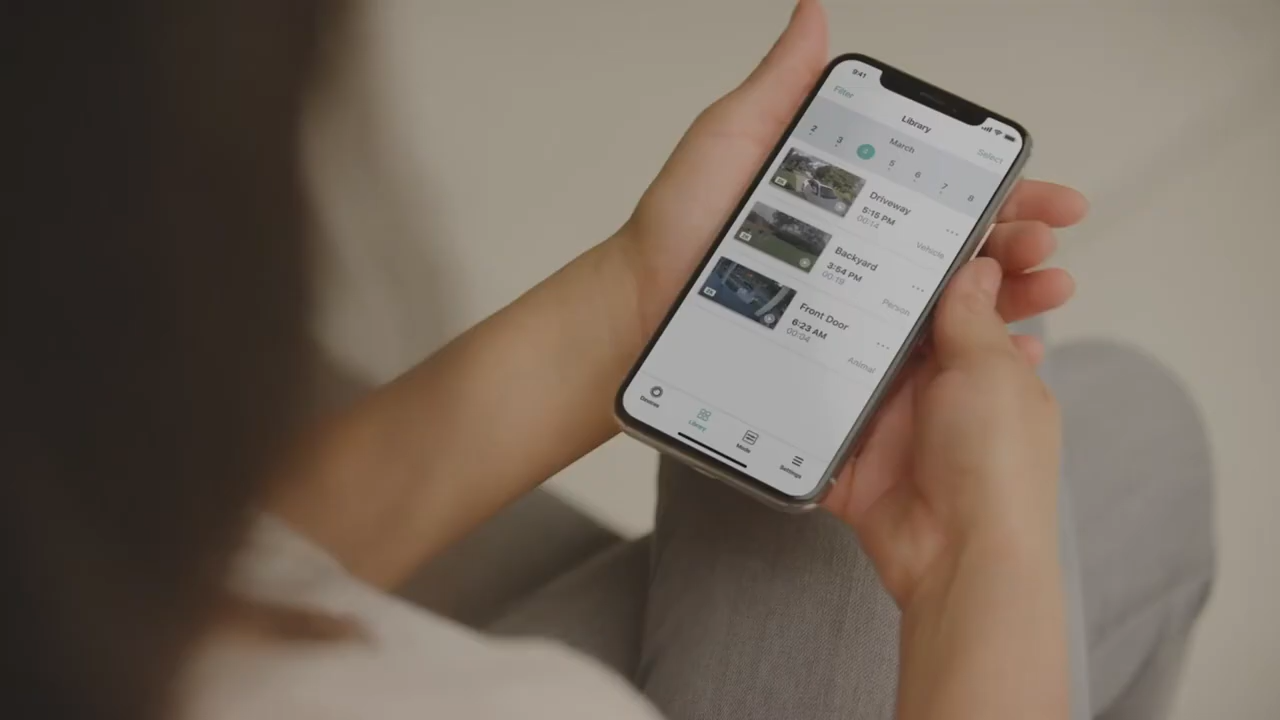 9:41
Filter
Library
Select
March
2 3 4 5 6 7 8
Driveway
5:15 PM
00:14
Vehicle
Backyard
3:54 PM
00:19
Person
Front Door
6:23 AM
00:04
Animal
Devices
Library
Mode
Settings